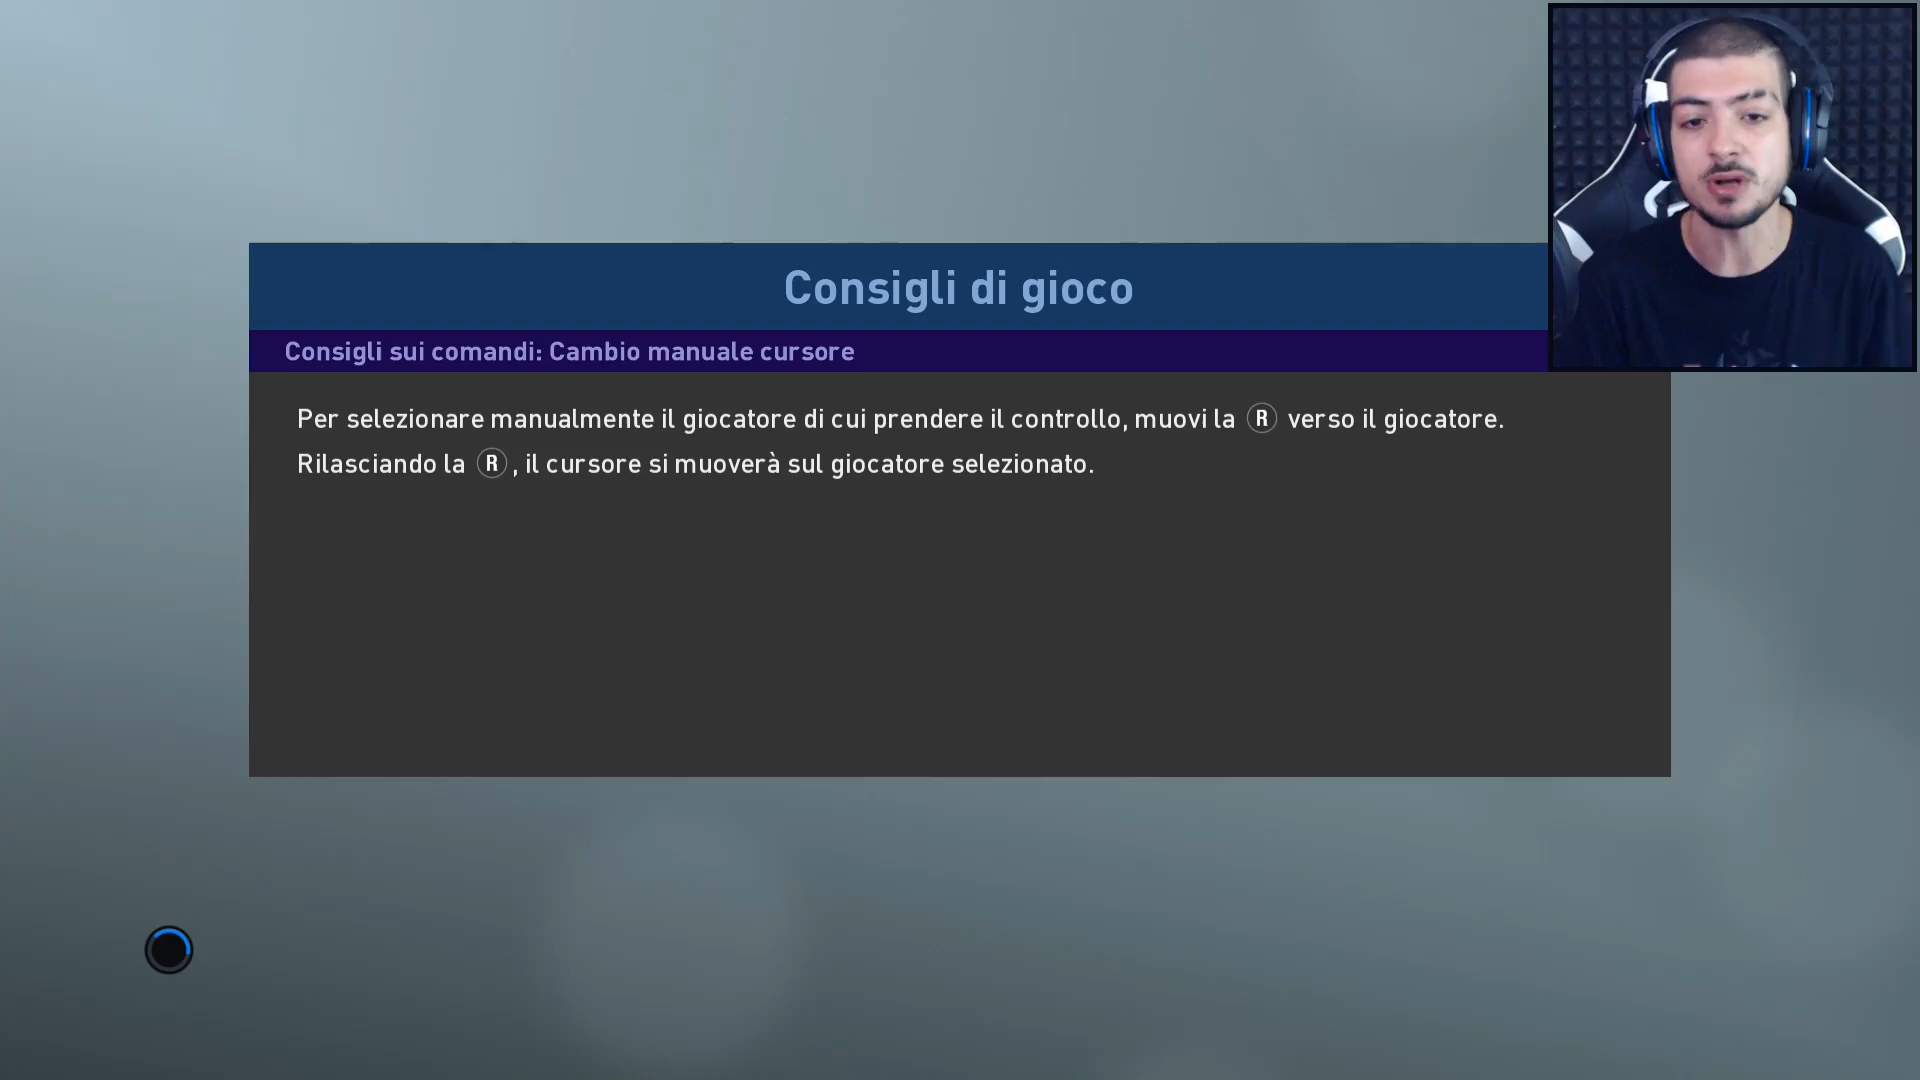 Consigli di gioco
Consigli sui comandi: Cambio manuale cursore
Per selezionare manualmente il giocatore di cui prendere il controllo, muovi la R verso il giocatore.
Rilasciando la R, il cursore si muoverà sul giocatore selezionato.